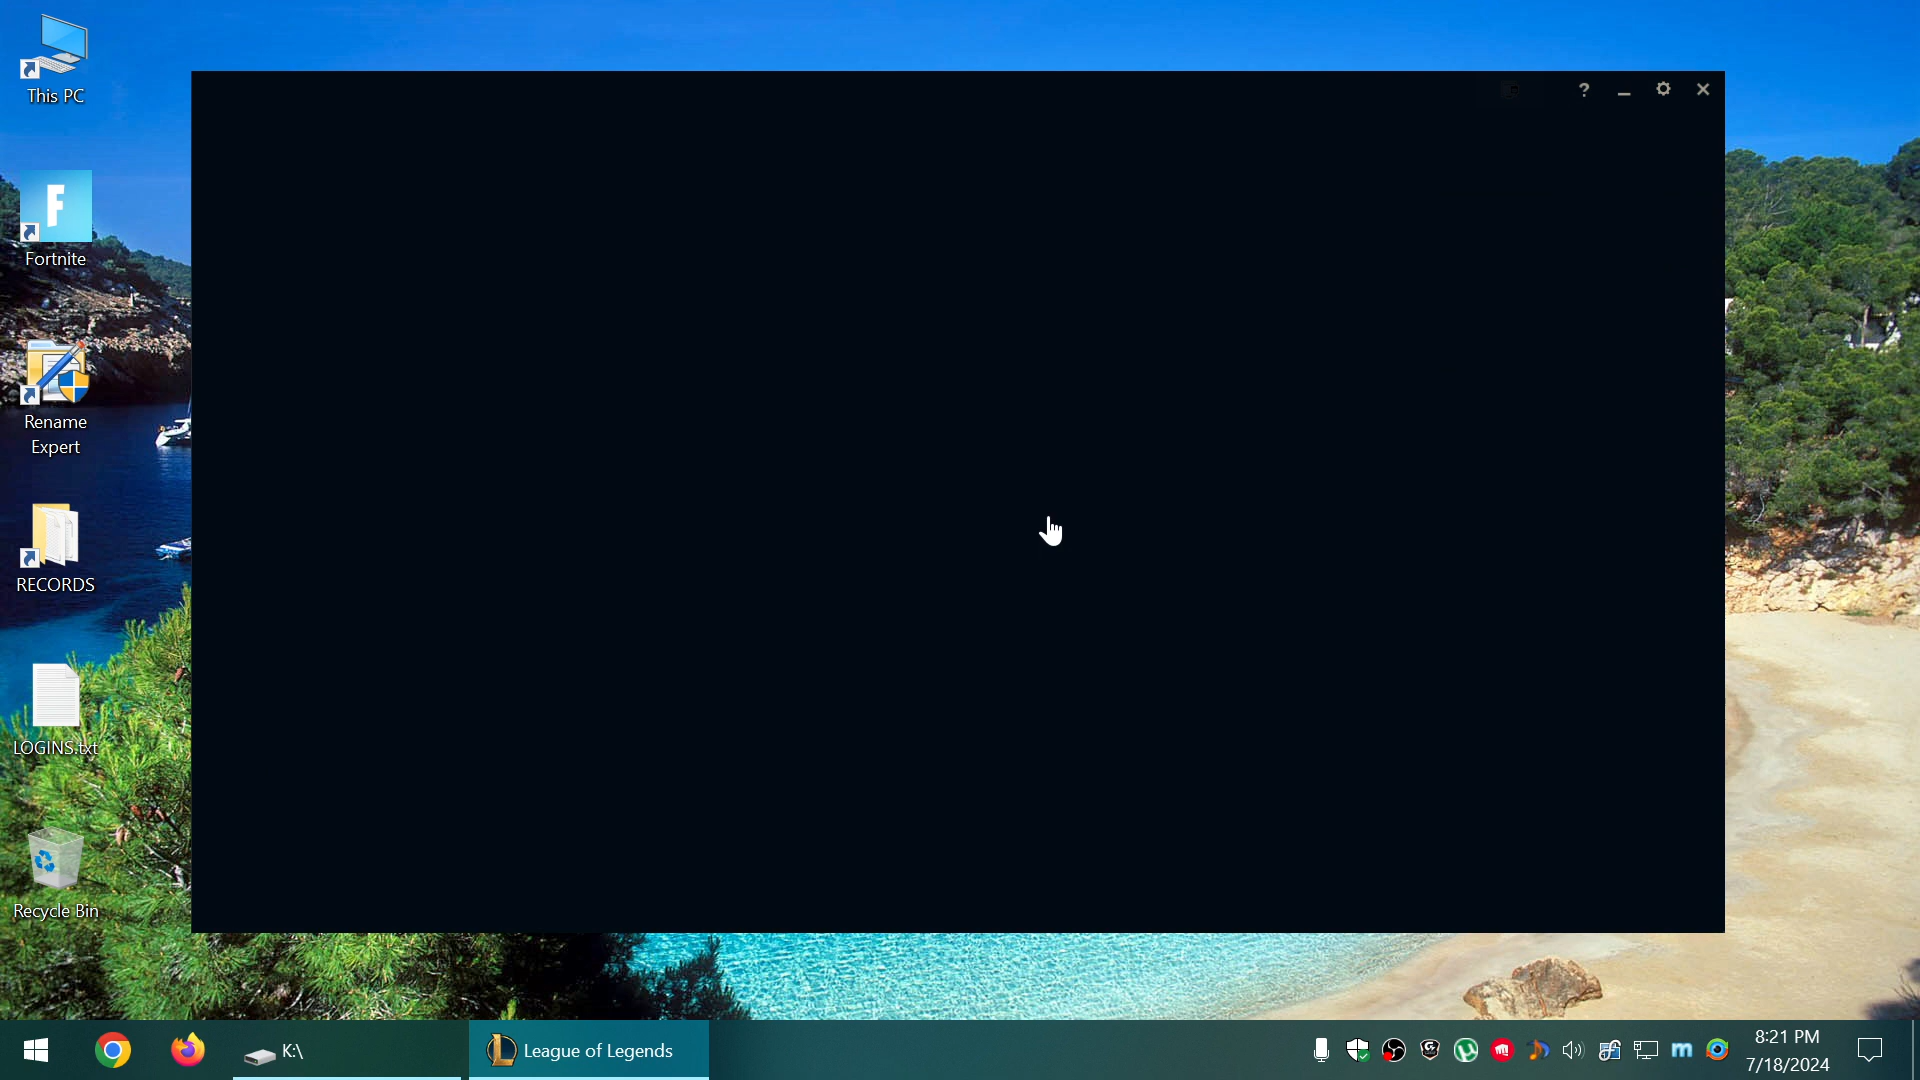 This PC
?
F
Fortnite
Rename
Expert
RECORDS
LOGINS.txt
Recycle Bin
K:\
League of Legends
8:21 PM
7/18/2024